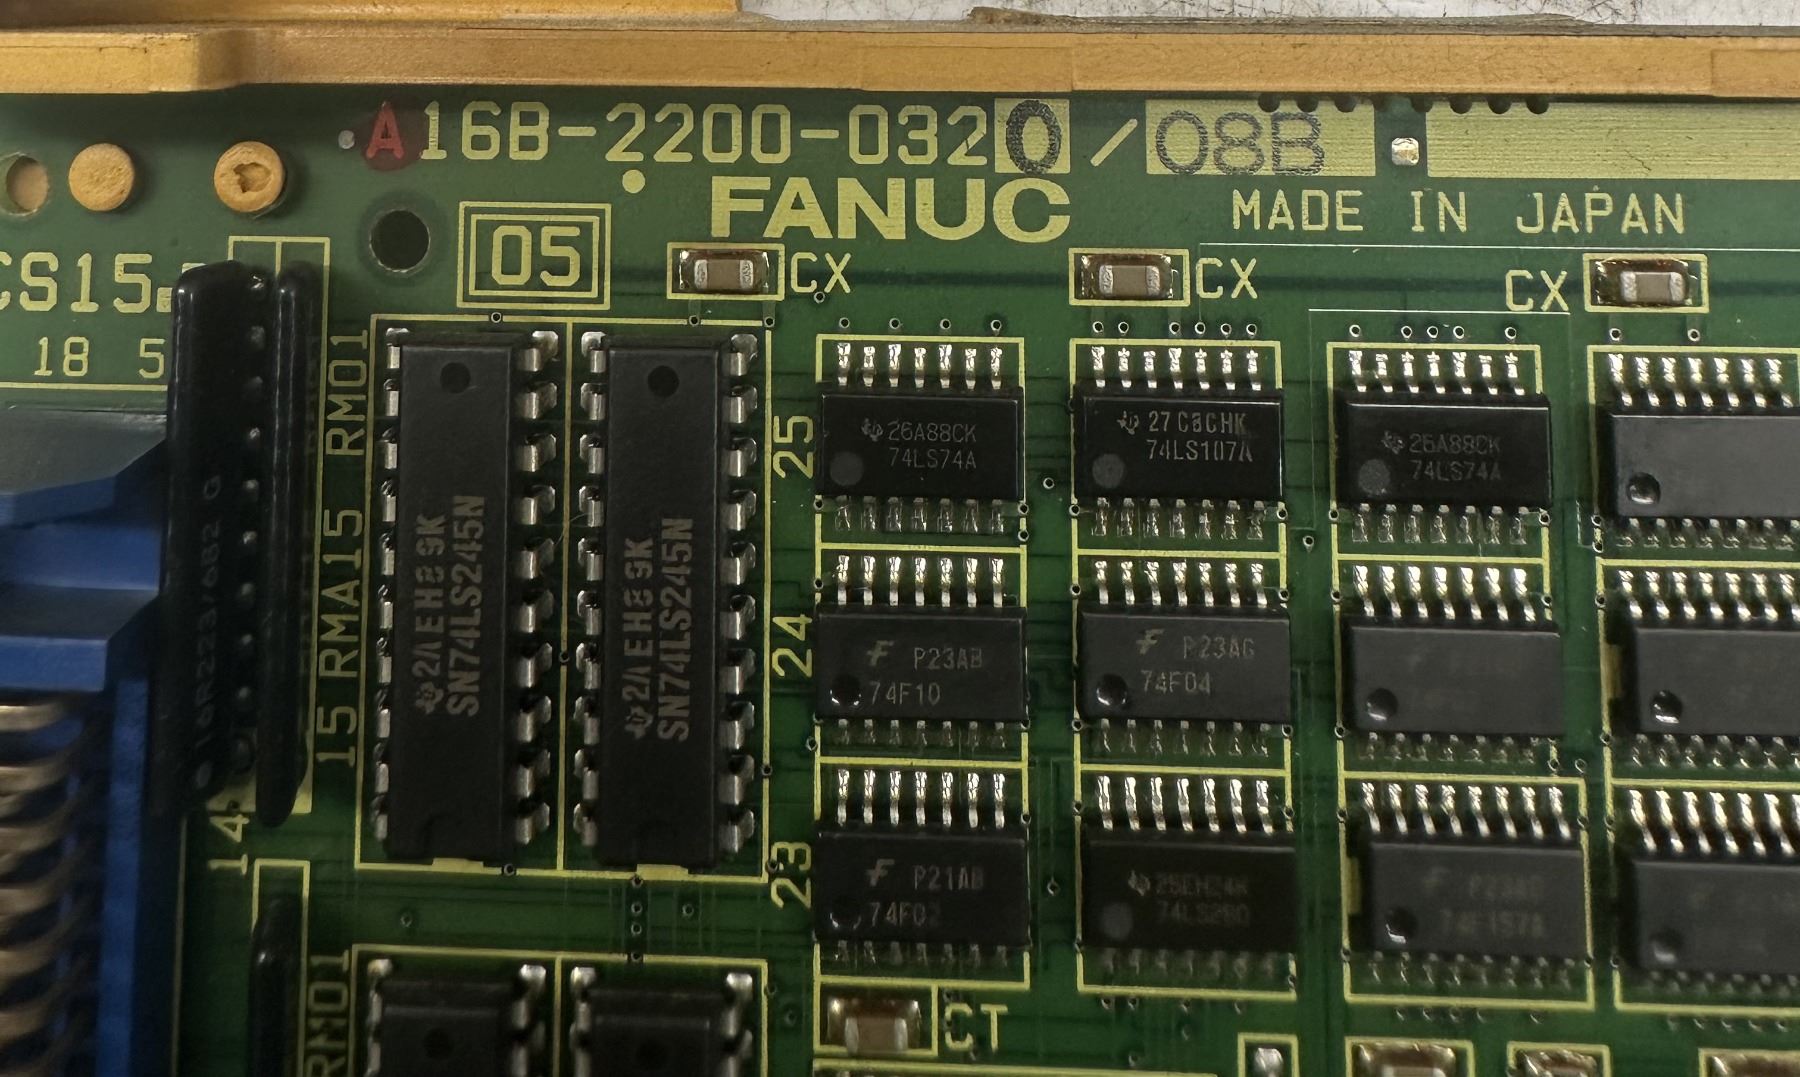 A16B-2200-0320/08B
FANUC
MADE IN JAPAN
05
CX
CX
CX
CS15
18 5
RM01
RMA15
15
14
25
24
23
26A88CK
74LS74A
27C8CHK
74LS107A
26A88CK
74LS74A
SN74LS245N
SN74LS245N
F P23AB
74F10
F P23AG
74F04
F P21AB
74F02
74LS280
CT
RM01